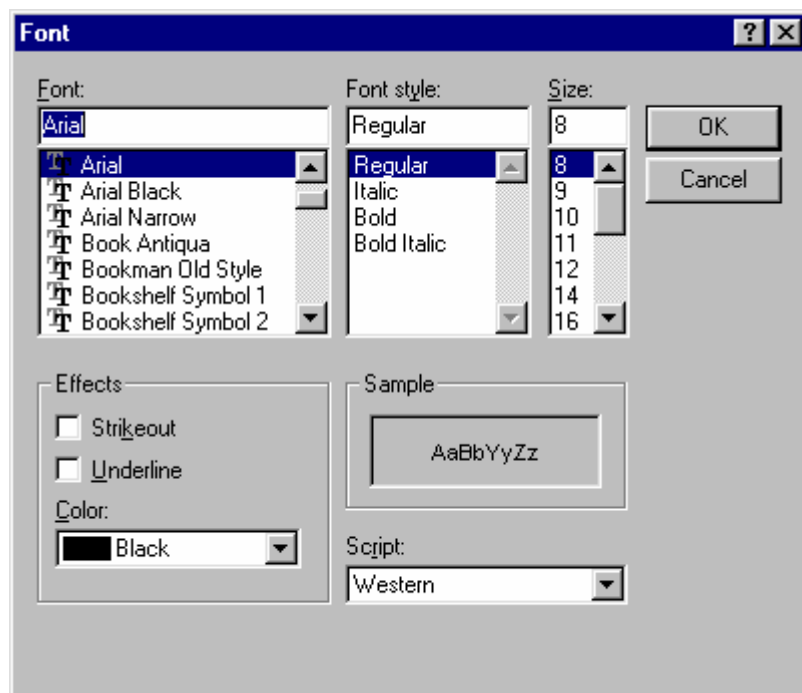 Font
Font:
Arial
Arial
Arial Black
Arial Narrow
Book Antiqua
Bookman Old Style
Bookshelf Symbol 1
Bookshelf Symbol 2
Font style:
Regular
Regular
Italic
Bold
Bold Italic
Size:
8
8
9
10
11
12
14
16
OK
Cancel
Effects
Strikeout
Underline
Color:
Black
Sample
AaBbYyZz
Script:
Western